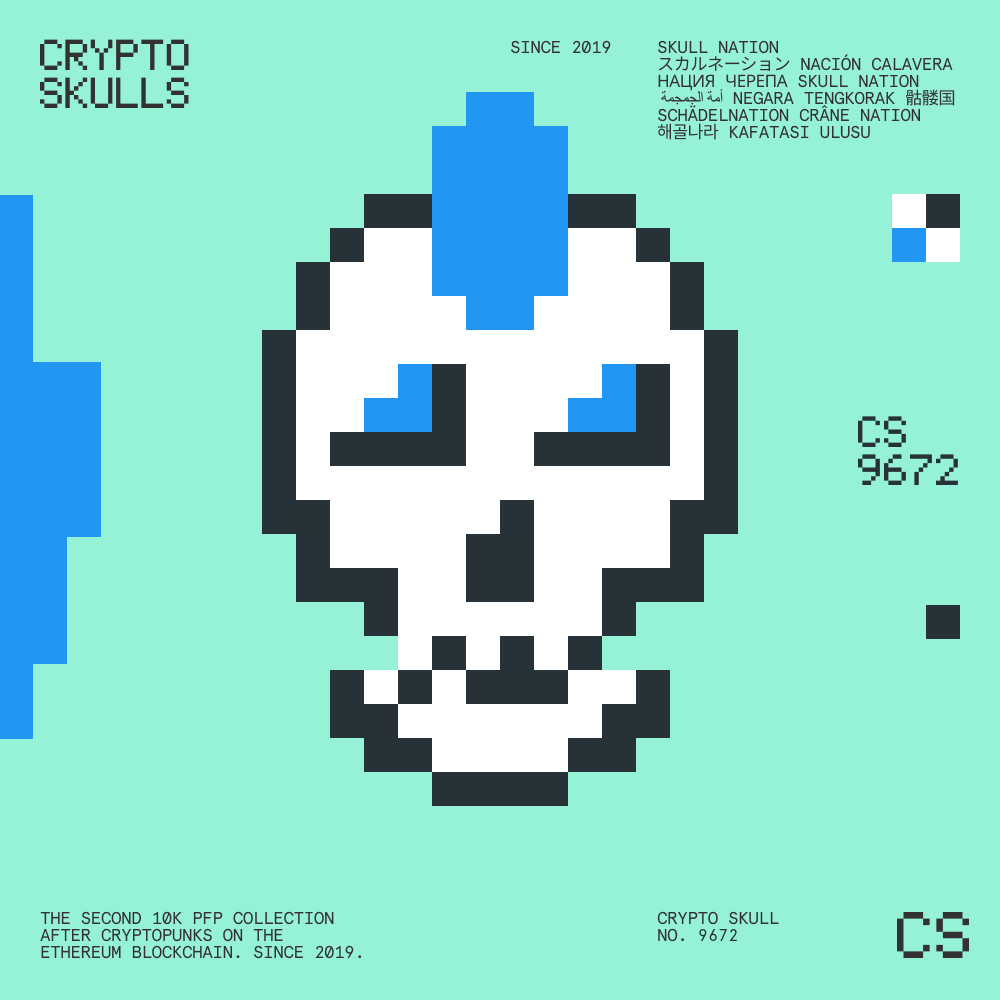 CRYPTO
SKULLS
SINCE 2019
SKULL NATION
スカルネーション NACIÓN CALAVERA
НАЦИЯ ЧЕРЕПА SKULL NATION
أمة الجمجمة NEGARA TENGKORAK 骷髅国
SCHÄDELNATION CRÂNE NATION
해골나라 KAFATASI ULUSU
CS
9672
THE SECOND 10K PFP COLLECTION
AFTER CRYPTOPUNKS ON THE
ETHEREUM BLOCKCHAIN. SINCE 2019.
CRYPTO SKULL
NO. 9672
CS